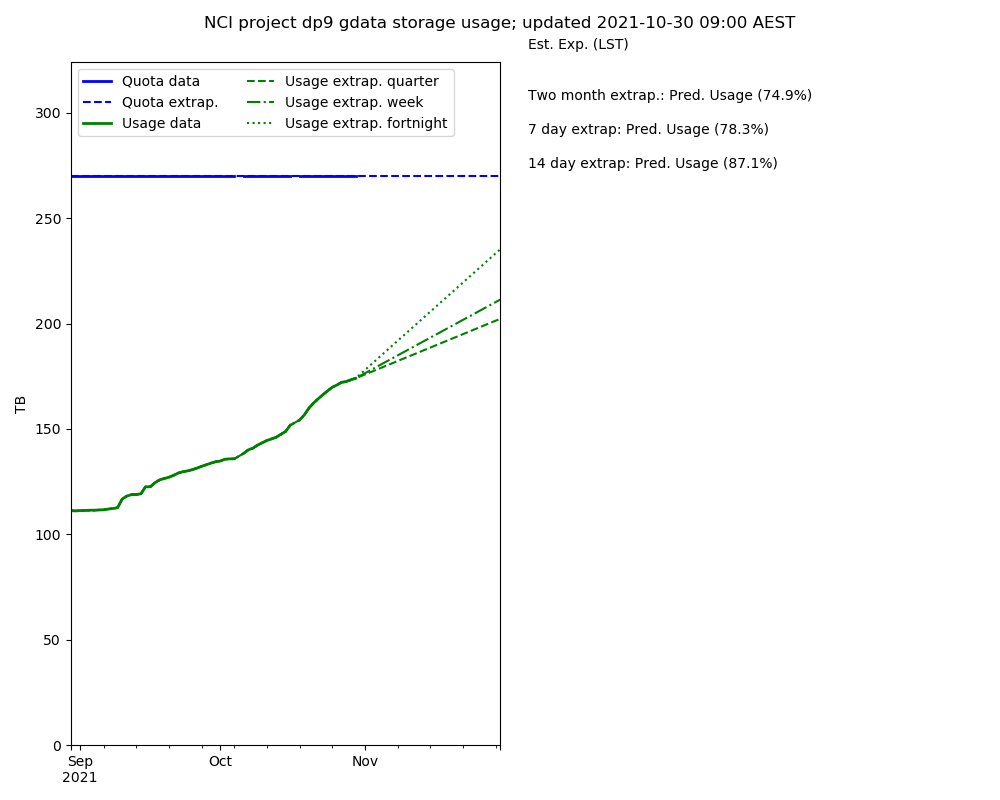 NCI project dp9 gdata storage usage; updated 2021-10-30 09:00 AEST
Est. Exp. (LST)
Two month extrap.: Pred. Usage (74.9%)
7 day extrap: Pred. Usage (78.3%)
14 day extrap: Pred. Usage (87.1%)
Quota data
Quota extrap.
Usage data
Usage extrap. quarter
Usage extrap. week
Usage extrap. fortnight
TB
300
250
200
150
100
50
0
Sep
2021
Oct
Nov